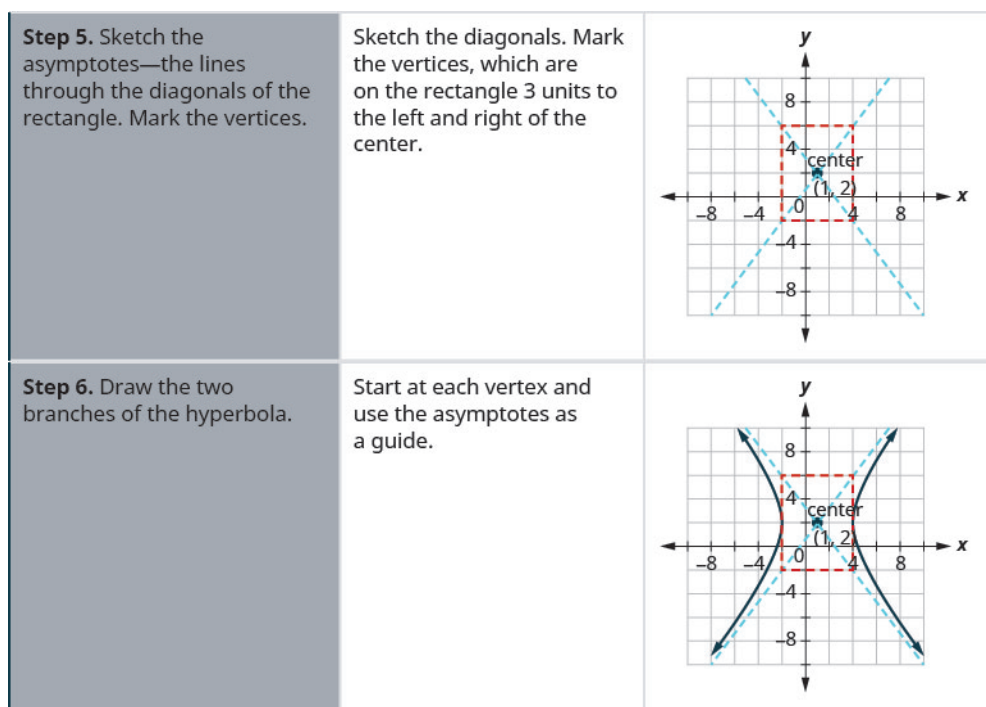 Step 5. Sketch the
asymptotes—the lines
through the diagonals of the
rectangle. Mark the vertices.
Sketch the diagonals. Mark
the vertices, which are
on the rectangle 3 units to
the left and right of the
center.
y
8
4
center
(1, 2)
0
x
–8 –4 4 8
–4
–8
Step 6. Draw the two
branches of the hyperbola.
Start at each vertex and
use the asymptotes as
a guide.
y
8
4
center
(1, 2)
0
x
–8 –4 4 8
–4
–8